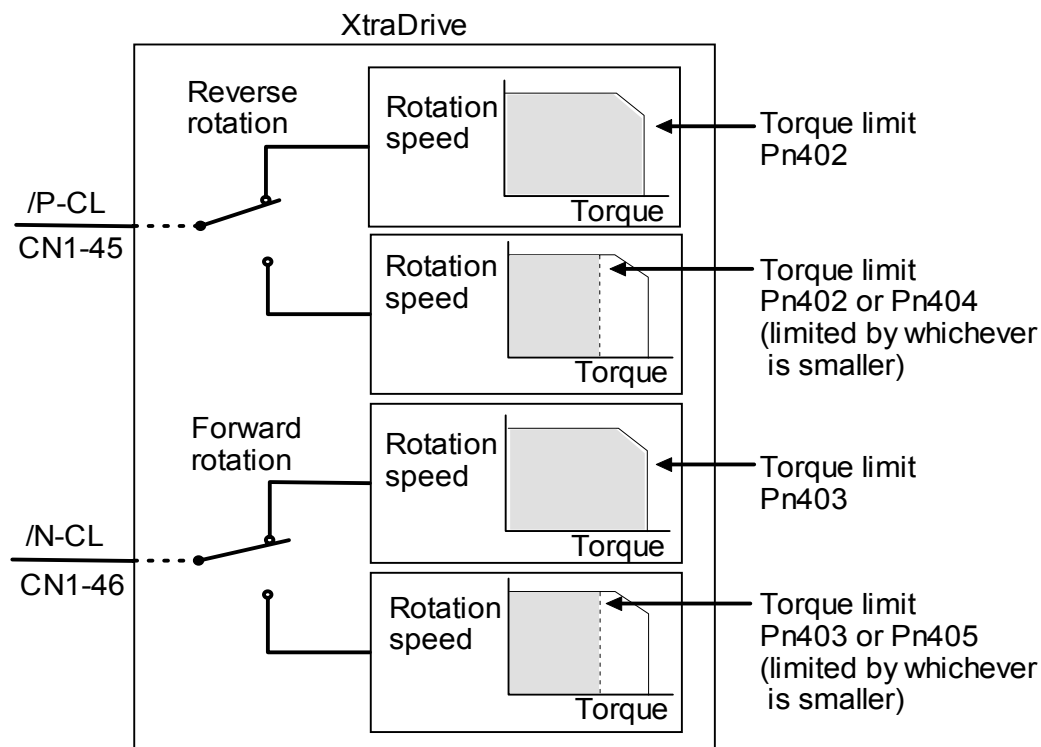 XtraDrive
Reverse
rotation
/P-CL
CN1-45
Rotation
speed
Torque
Torque limit
Pn402
Rotation
speed
Torque
Torque limit
Pn402 or Pn404
(limited by whichever
is smaller)
Forward
rotation
/N-CL
CN1-46
Rotation
speed
Torque
Torque limit
Pn403
Rotation
speed
Torque
Torque limit
Pn403 or Pn405
(limited by whichever
is smaller)